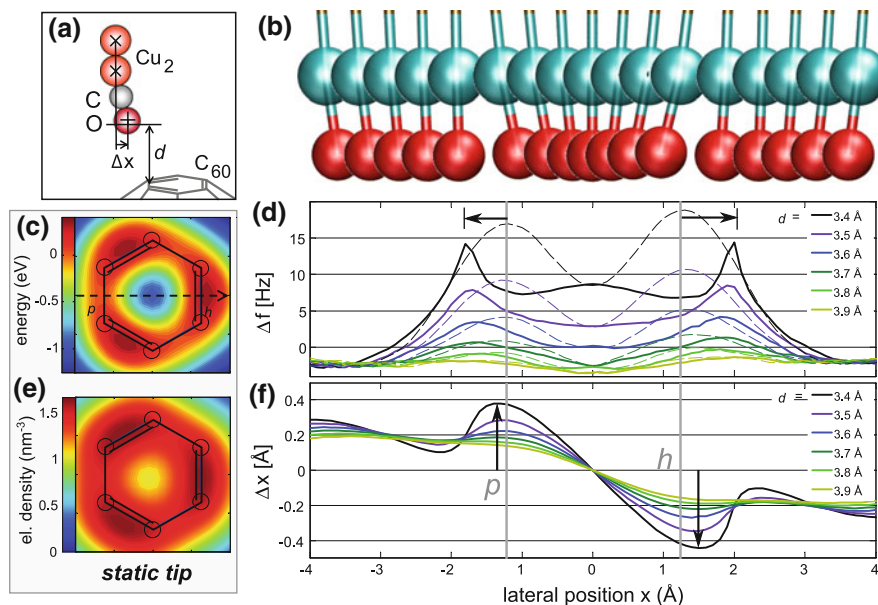 (a)
Cu2
C
O
Δx
d
C60
(b)
(c)
energy (eV)
0
-0.5
-1
p
h
(d)
Δf [Hz]
15
10
5
0
d =
3.4 Å
3.5 Å
3.6 Å
3.7 Å
3.8 Å
3.9 Å
(e)
el. density (nm-3)
1.5
1
0.5
0
static tip
(f)
Δx [Å]
0.4
0.2
0
-0.2
-0.4
p
h
d =
3.4 Å
3.5 Å
3.6 Å
3.7 Å
3.8 Å
3.9 Å
-4 -3 -2 -1 0 1 2 3 4
lateral position x (Å)